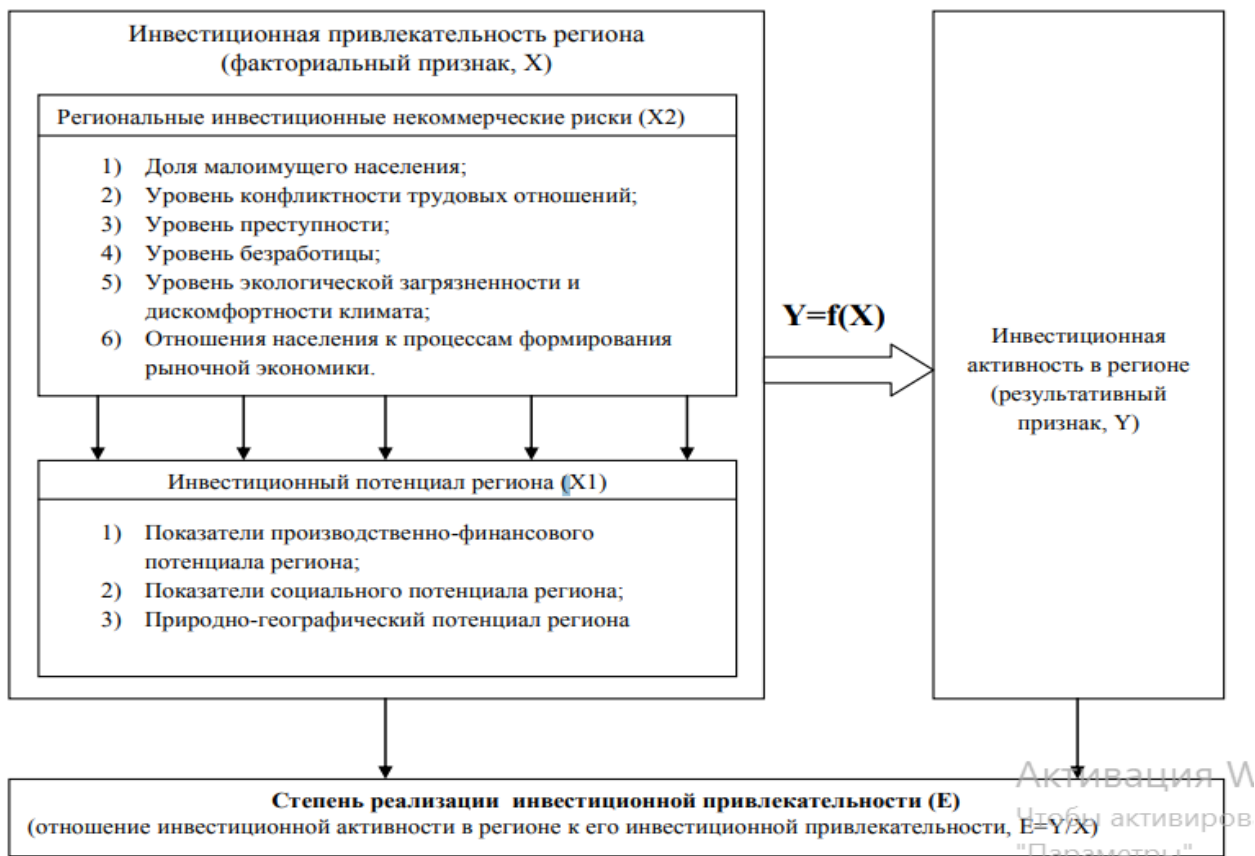 Инвестиционная привлекательность региона
(факториальный признак, X)
Региональные инвестиционные некоммерческие риски (X2)
1) Доля малоимущего населения;
2) Уровень конфликтности трудовых отношений;
3) Уровень преступности;
4) Уровень безработицы;
5) Уровень экологической загрязненности и
дискомфортности климата;
6) Отношения населения к процессам формирования
рыночной экономики.
Инвестиционный потенциал региона (X1)
1) Показатели производственно-финансового
потенциала региона;
2) Показатели социального потенциала региона;
3) Природно-географический потенциал региона
Y=f(X)
Инвестиционная
активность в регионе
(результативный
признак, Y)
Степень реализации инвестиционной привлекательности (E)
(отношение инвестиционной активности в регионе к его инвестиционной привлекательности, E=Y/X)
Активация W
Чтобы активиров
"Параметры".